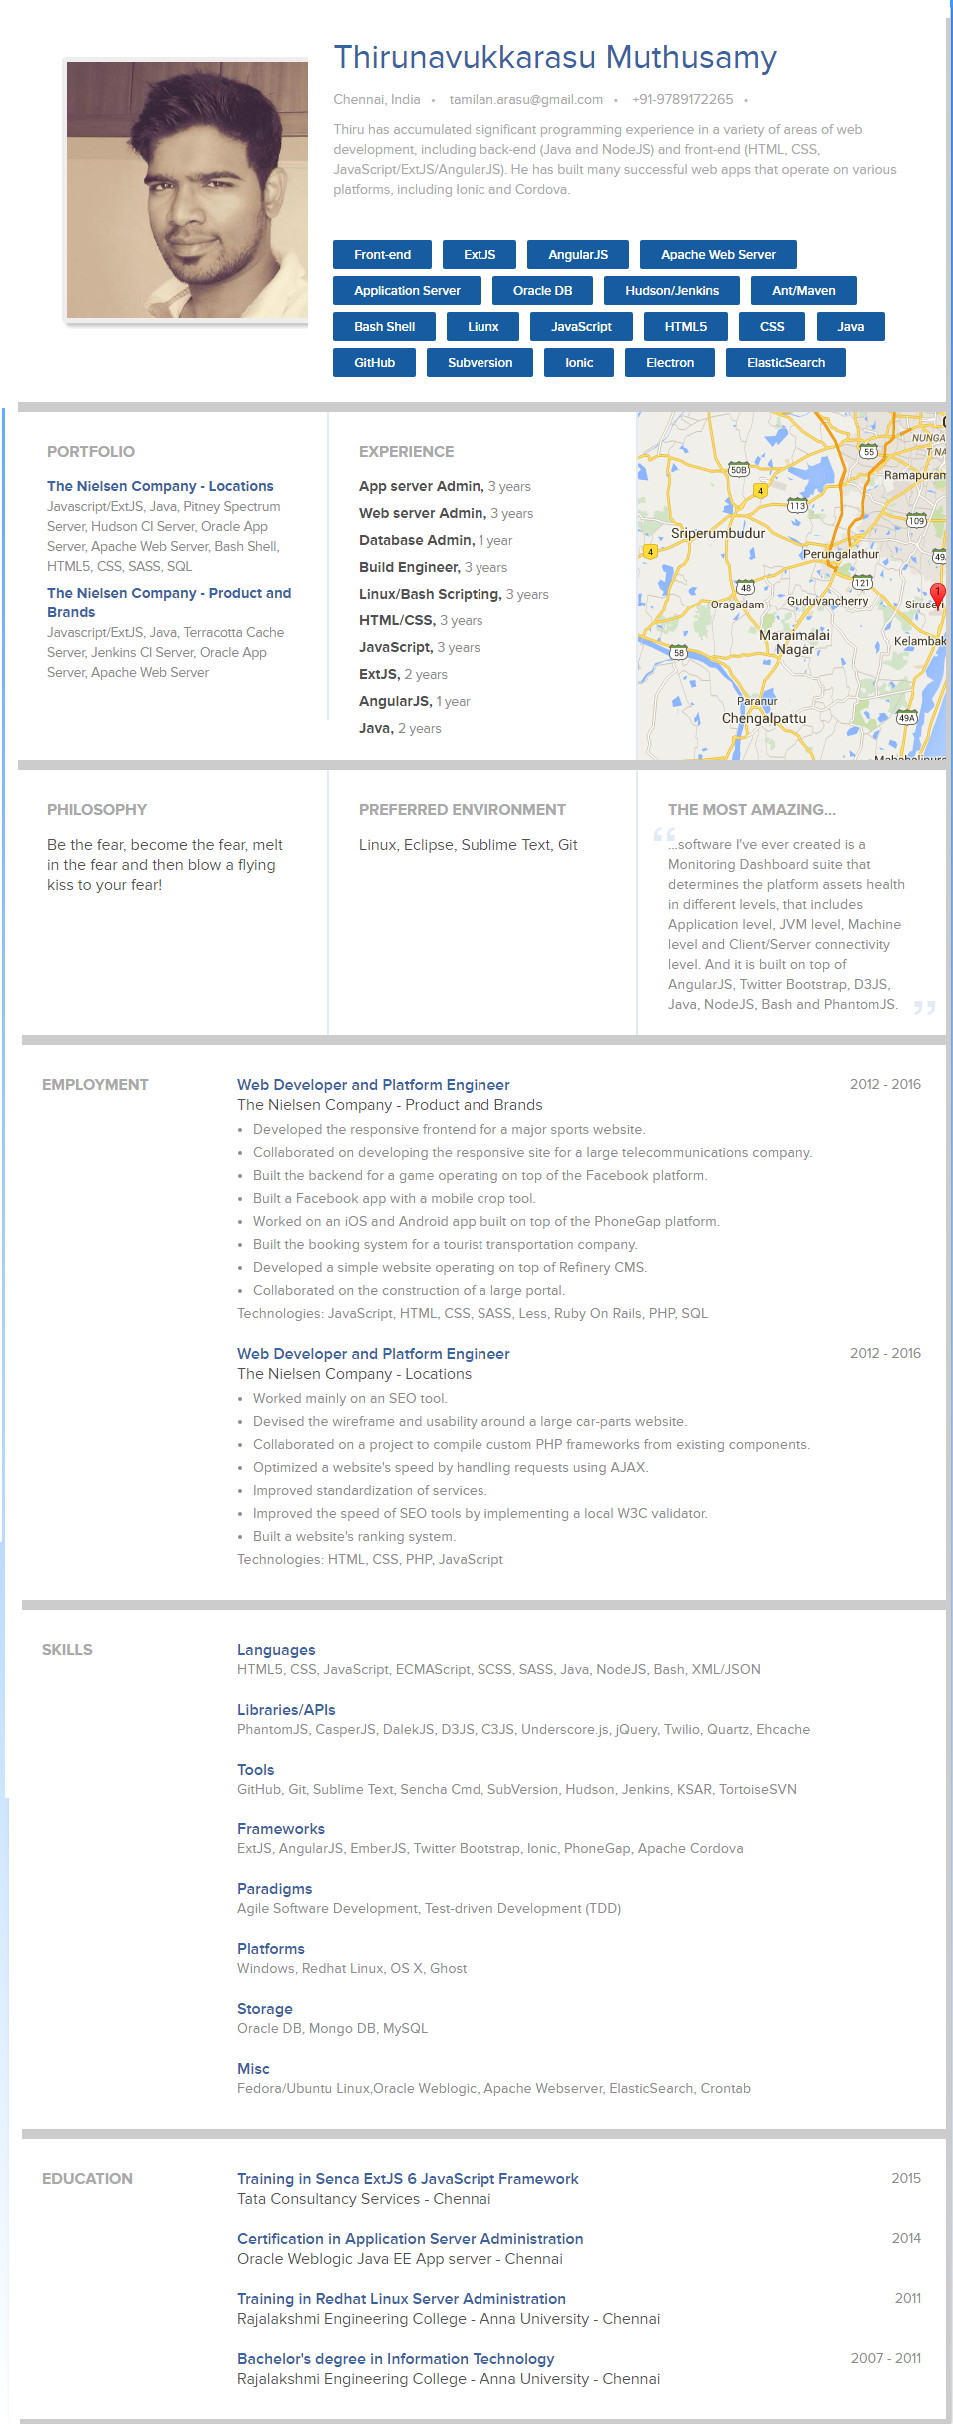 Thirunavukkarasu Muthusamy
Chennai, India • tamilan.arasu@gmail.com • +91-9789172265 •
Thiru has accumulated significant programming experience in a variety of areas of web
development, including back-end (Java and NodeJS) and front-end (HTML, CSS,
JavaScript/ExtJS/AngularJS). He has built many successful web apps that operate on various
platforms, including Ionic and Cordova.
Front-end ExtJS AngularJS Apache Web Server
Application Server Oracle DB Hudson/Jenkins Ant/Maven
Bash Shell Liunx JavaScript HTML5 CSS Java
GitHub Subversion Ionic Electron ElasticSearch
PORTFOLIO
The Nielsen Company - Locations
Javascript/ExtJS, Java, Pitney Spectrum
Server, Hudson CI Server, Oracle App
Server, Apache Web Server, Bash Shell,
HTML5, CSS, SASS, SQL
The Nielsen Company - Product and
Brands
Javascript/ExtJS, Java, Terracotta Cache
Server, Jenkins CI Server, Oracle App
Server, Apache Web Server
EXPERIENCE
App server Admin, 3 years
Web server Admin, 3 years
Database Admin, 1 year
Build Engineer, 3 years
Linux/Bash Scripting, 3 years
HTML/CSS, 3 years
JavaScript, 3 years
ExtJS, 2 years
AngularJS, 1 year
Java, 2 years
NUNGA
55
T NA
50B
Ramapuram
4
113
109
Sriperumbudur
4
Perungalathur
49A
121
48
1
Oragadam
Guduvanchery
Siruseri
Maraimalai
Nagar
Kelambak
58
Paranur
Chengalpattu
49A
Mahabalipura
PHILOSOPHY
Be the fear, become the fear, melt
in the fear and then blow a flying
kiss to your fear!
PREFERRED ENVIRONMENT
Linux, Eclipse, Sublime Text, Git
THE MOST AMAZING...
“
...software I've ever created is a
Monitoring Dashboard suite that
determines the platform assets health
in different levels, that includes
Application level, JVM level, Machine
level and Client/Server connectivity
level. And it is built on top of
AngularJS, Twitter Bootstrap, D3JS,
Java, NodeJS, Bash and PhantomJS. ”
EMPLOYMENT
Web Developer and Platform Engineer 2012 - 2016
The Nielsen Company - Product and Brands
• Developed the responsive frontend for a major sports website.
• Collaborated on developing the responsive site for a large telecommunications company.
• Built the backend for a game operating on top of the Facebook platform.
• Built a Facebook app with a mobile crop tool.
• Worked on an iOS and Android app built on top of the PhoneGap platform.
• Built the booking system for a tourist transportation company.
• Developed a simple website operating on top of Refinery CMS.
• Collaborated on the construction of a large portal.
Technologies: JavaScript, HTML, CSS, SASS, Less, Ruby On Rails, PHP, SQL
Web Developer and Platform Engineer 2012 - 2016
The Nielsen Company - Locations
• Worked mainly on an SEO tool.
• Devised the wireframe and usability around a large car-parts website.
• Collaborated on a project to compile custom PHP frameworks from existing components.
• Optimized a website's speed by handling requests using AJAX.
• Improved standardization of services.
• Improved the speed of SEO tools by implementing a local W3C validator.
• Built a website's ranking system.
Technologies: HTML, CSS, PHP, JavaScript
SKILLS
Languages
HTML5, CSS, JavaScript, ECMAScript, SCSS, SASS, Java, NodeJS, Bash, XML/JSON
Libraries/APIs
PhantomJS, CasperJS, DalekJS, D3JS, C3JS, Underscore.js, jQuery, Twilio, Quartz, Ehcache
Tools
GitHub, Git, Sublime Text, Sencha Cmd, SubVersion, Hudson, Jenkins, KSAR, TortoiseSVN
Frameworks
ExtJS, AngularJS, EmberJS, Twitter Bootstrap, Ionic, PhoneGap, Apache Cordova
Paradigms
Agile Software Development, Test-driven Development (TDD)
Platforms
Windows, Redhat Linux, OS X, Ghost
Storage
Oracle DB, Mongo DB, MySQL
Misc
Fedora/Ubuntu Linux,Oracle Weblogic, Apache Webserver, ElasticSearch, Crontab
EDUCATION
Training in Senca ExtJS 6 JavaScript Framework 2015
Tata Consultancy Services - Chennai
Certification in Application Server Administration 2014
Oracle Weblogic Java EE App server - Chennai
Training in Redhat Linux Server Administration 2011
Rajalakshmi Engineering College - Anna University - Chennai
Bachelor's degree in Information Technology 2007 - 2011
Rajalakshmi Engineering College - Anna University - Chennai